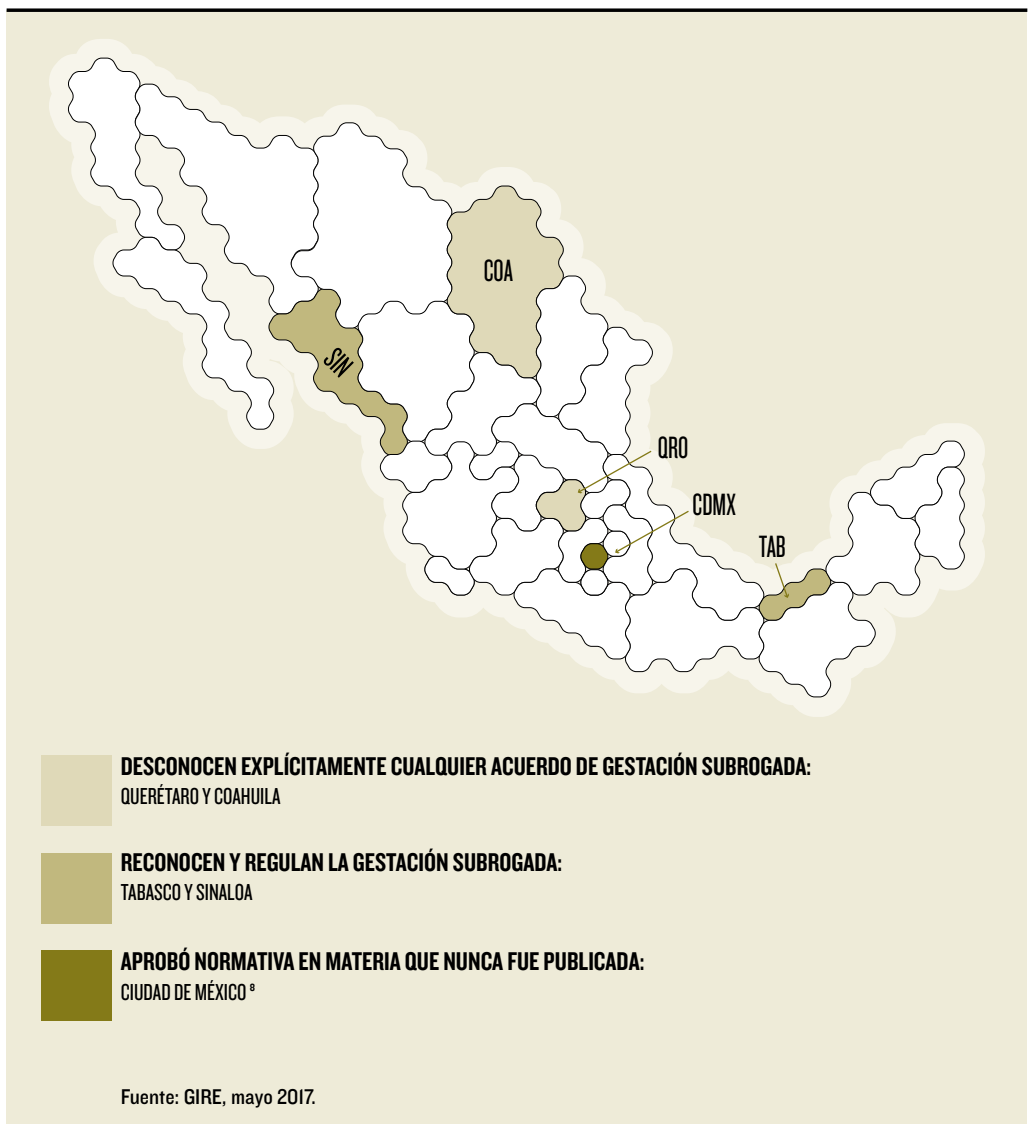 COA
SIN
QRO
CDMX
TAB
DESCONOCEN EXPLÍCITAMENTE CUALQUIER ACUERDO DE GESTACIÓN SUBROGADA:
QUERÉTARO Y COAHUILA
RECONOCEN Y REGULAN LA GESTACIÓN SUBROGADA:
TABASCO Y SINALOA
APROBÓ NORMATIVA EN MATERIA QUE NUNCA FUE PUBLICADA:
CIUDAD DE MÉXICO ⁸
Fuente: GIRE, mayo 2017.